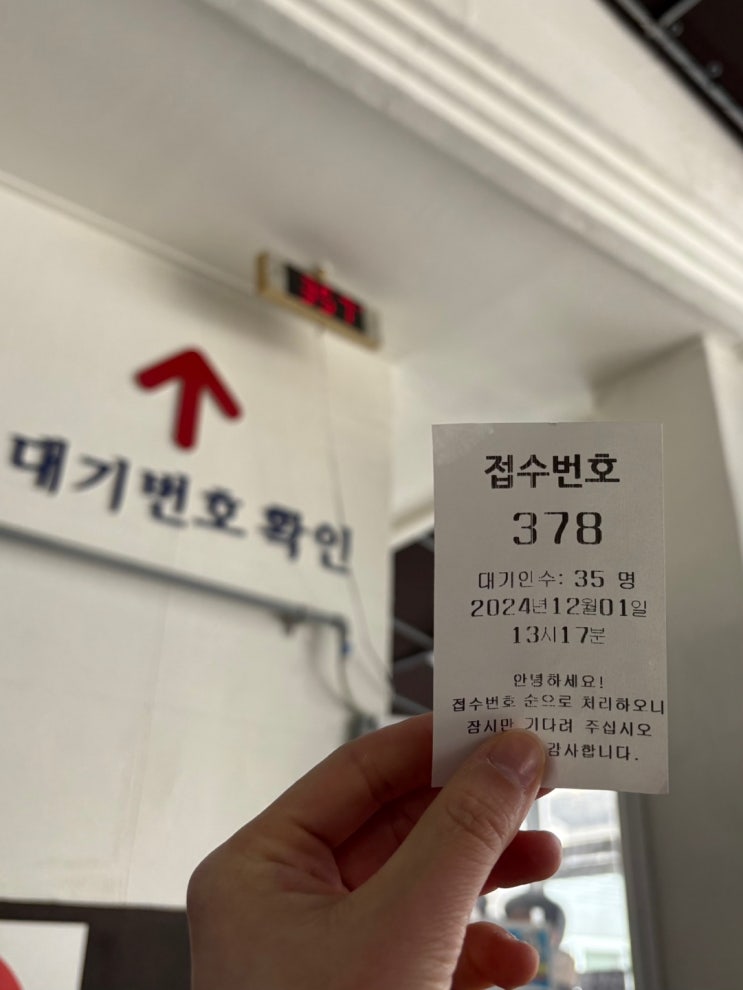 357
대기번호 확인
접수번호
378
대기인수: 35 명
2024년12월01일
13시17분
안녕하세요!
접수번호 순으로 처리하오니
잠시만 기다려 주십시오
감사합니다.